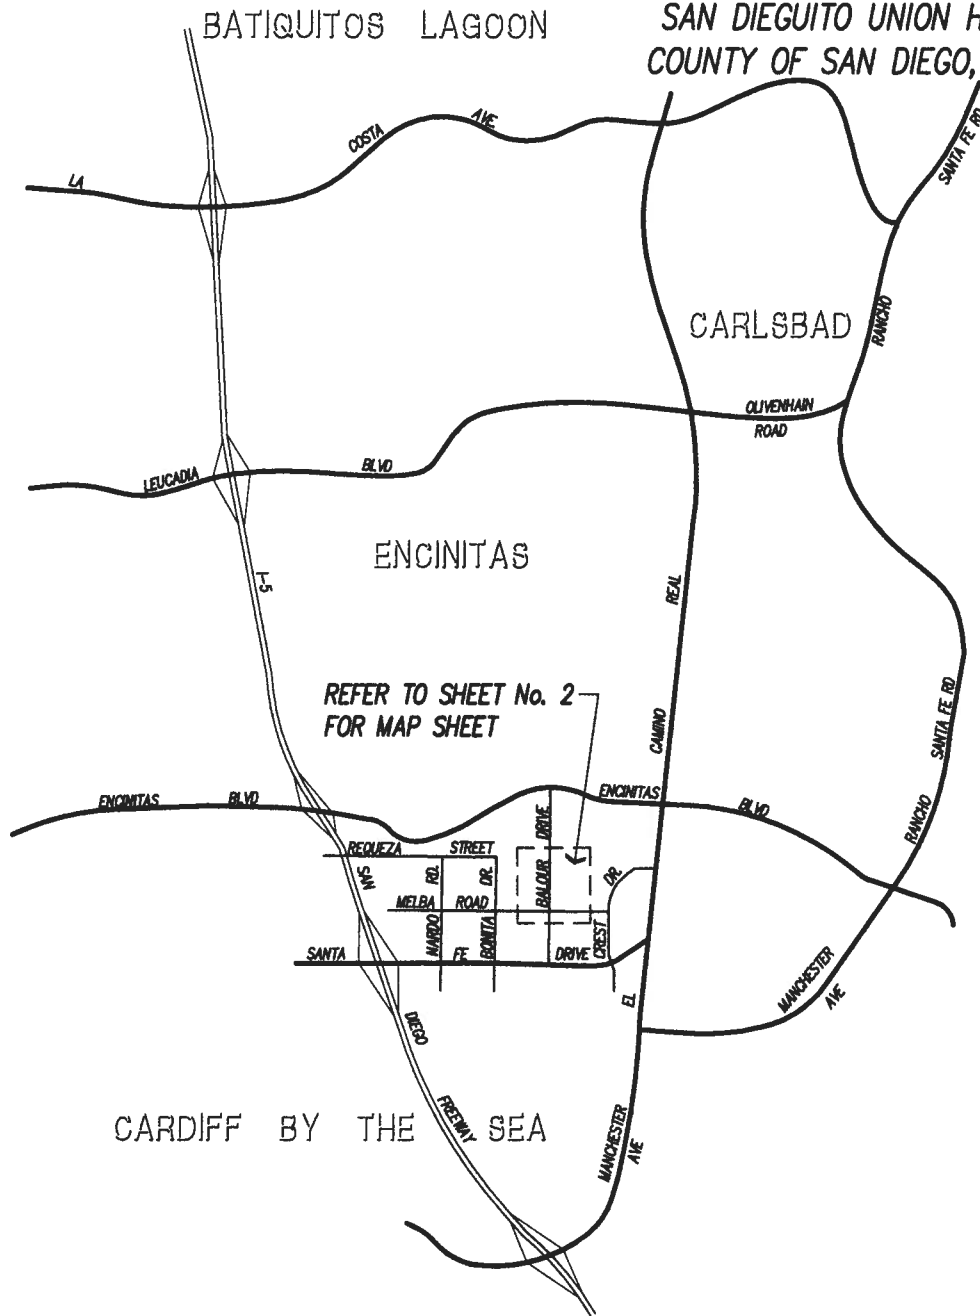 BATIQUITOS LAGOON
SAN DIEGUITO UNION H
COUNTY OF SAN DIEGO,
LA
COSTA
AVE.
SANTA FE RD
CARLSBAD
RANCHO
OLIVENHAIN
ROAD
LEUCADIA
BLVD
ENCINITAS
I-5
REAL
REFER TO SHEET No. 2
FOR MAP SHEET
CAMINO
SANTA FE RD
ENCINITAS
BLVD
ENCINITAS
BLVD
RANCHO
REQUEZA
STREET
DRIVE
SAN
RD.
DR.
BALOUR
DR.
MELBA
ROAD
NARDO
BONITA
CREST
SANTA
FE
DRIVE
EL
MANCHESTER
AVE
DIEGO
FREEWAY
CARDIFF BY THE SEA
MANCHESTER
AVE